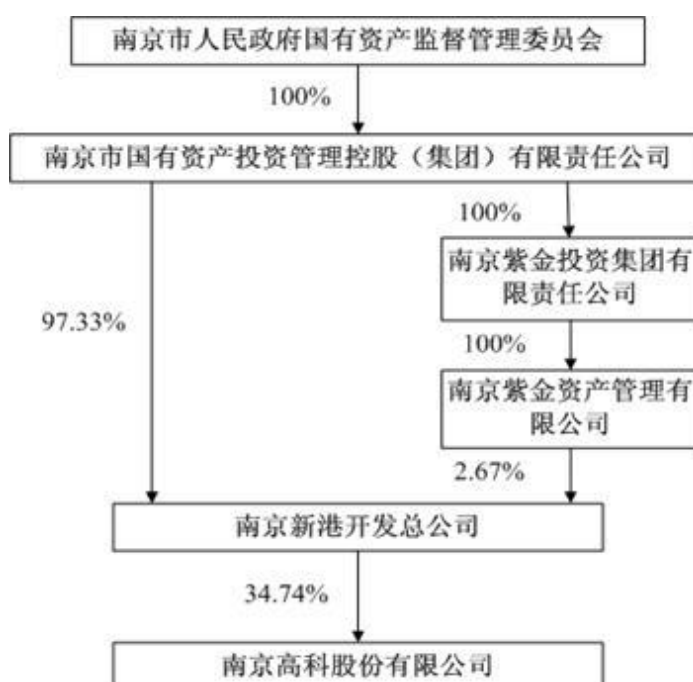 南京市人民政府国有资产监督管理委员会
100%
南京市国有资产投资管理控股（集团）有限责任公司
100%
南京紫金投资集团有
限责任公司
97.33%
100%
南京紫金资产管理有
限公司
2.67%
南京新港开发总公司
34.74%
南京高科股份有限公司